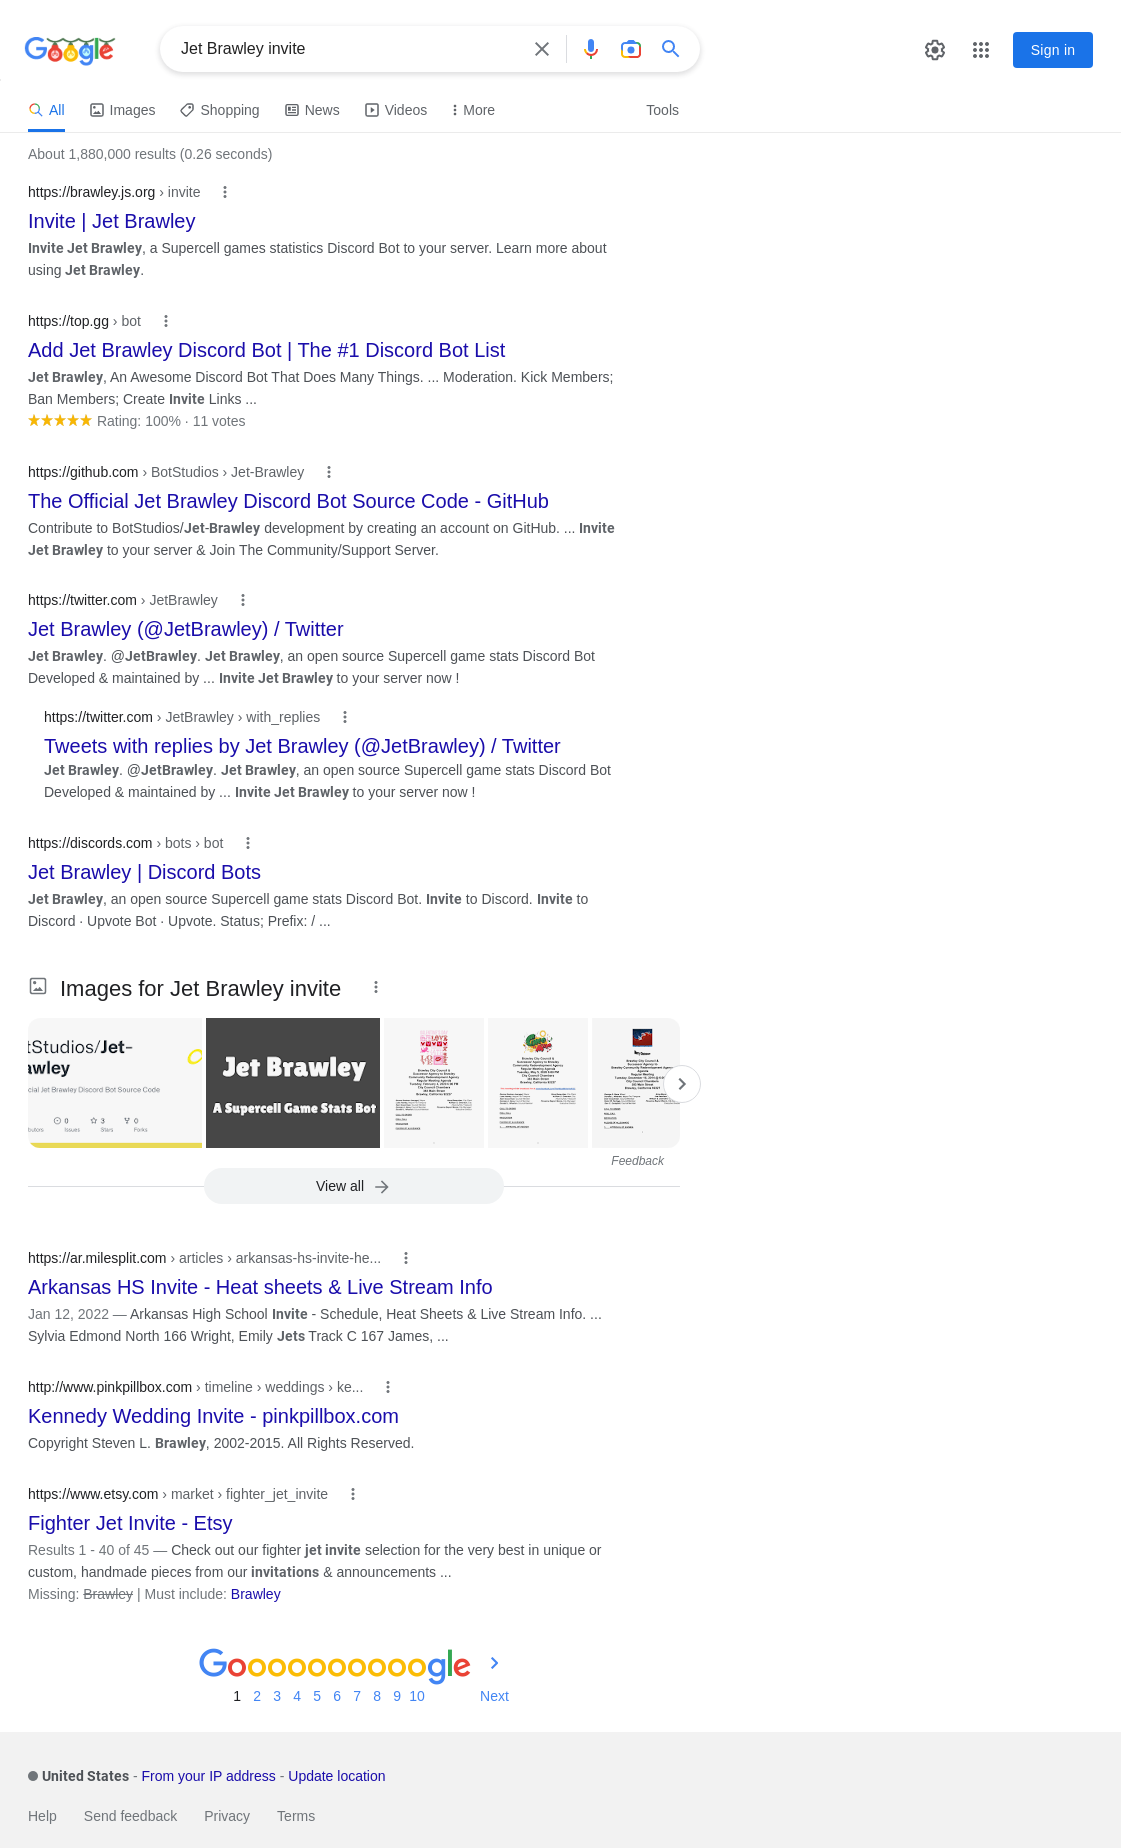 Google
Jet Brawley invite
Sign in
All
Images
Shopping
News
Videos
More
Tools
About 1,880,000 results (0.26 seconds)
https://brawley.js.org › invite
Invite | Jet Brawley
Invite Jet Brawley, a Supercell games statistics Discord Bot to your server. Learn more about
using Jet Brawley.
https://top.gg › bot
Add Jet Brawley Discord Bot | The #1 Discord Bot List
Jet Brawley, An Awesome Discord Bot That Does Many Things. ... Moderation. Kick Members;
Ban Members; Create Invite Links ...
Rating: 100% · 11 votes
https://github.com › BotStudios › Jet-Brawley
The Official Jet Brawley Discord Bot Source Code - GitHub
Contribute to BotStudios/Jet-Brawley development by creating an account on GitHub. ... Invite
Jet Brawley to your server & Join The Community/Support Server.
https://twitter.com › JetBrawley
Jet Brawley (@JetBrawley) / Twitter
Jet Brawley. @JetBrawley. Jet Brawley, an open source Supercell game stats Discord Bot
Developed & maintained by ... Invite Jet Brawley to your server now !
https://twitter.com › JetBrawley › with_replies
Tweets with replies by Jet Brawley (@JetBrawley) / Twitter
Jet Brawley. @JetBrawley. Jet Brawley, an open source Supercell game stats Discord Bot
Developed & maintained by ... Invite Jet Brawley to your server now !
https://discords.com › bots › bot
Jet Brawley | Discord Bots
Jet Brawley, an open source Supercell game stats Discord Bot. Invite to Discord. Invite to
Discord · Upvote Bot · Upvote. Status; Prefix: / ...
Images for Jet Brawley invite
tStudios/Jet-
awley
cial Jet Brawley Discord Bot Source Code
0
0
3
0
butors
Issues
Stars
Forks
Jet Brawley
A Supercell Game Stats Bot
Feedback
View all
https://ar.milesplit.com › articles › arkansas-hs-invite-he...
Arkansas HS Invite - Heat sheets & Live Stream Info
Jan 12, 2022 — Arkansas High School Invite - Schedule, Heat Sheets & Live Stream Info. ...
Sylvia Edmond North 166 Wright, Emily Jets Track C 167 James, ...
http://www.pinkpillbox.com › timeline › weddings › ke...
Kennedy Wedding Invite - pinkpillbox.com
Copyright Steven L. Brawley, 2002-2015. All Rights Reserved.
https://www.etsy.com › market › fighter_jet_invite
Fighter Jet Invite - Etsy
Results 1 - 40 of 45 — Check out our fighter jet invite selection for the very best in unique or
custom, handmade pieces from our invitations & announcements ...
Missing: Brawley | Must include: Brawley
Goooooooooogle
1 2 3 4 5 6 7 8 9 10 Next
United States - From your IP address - Update location
Help
Send feedback
Privacy
Terms